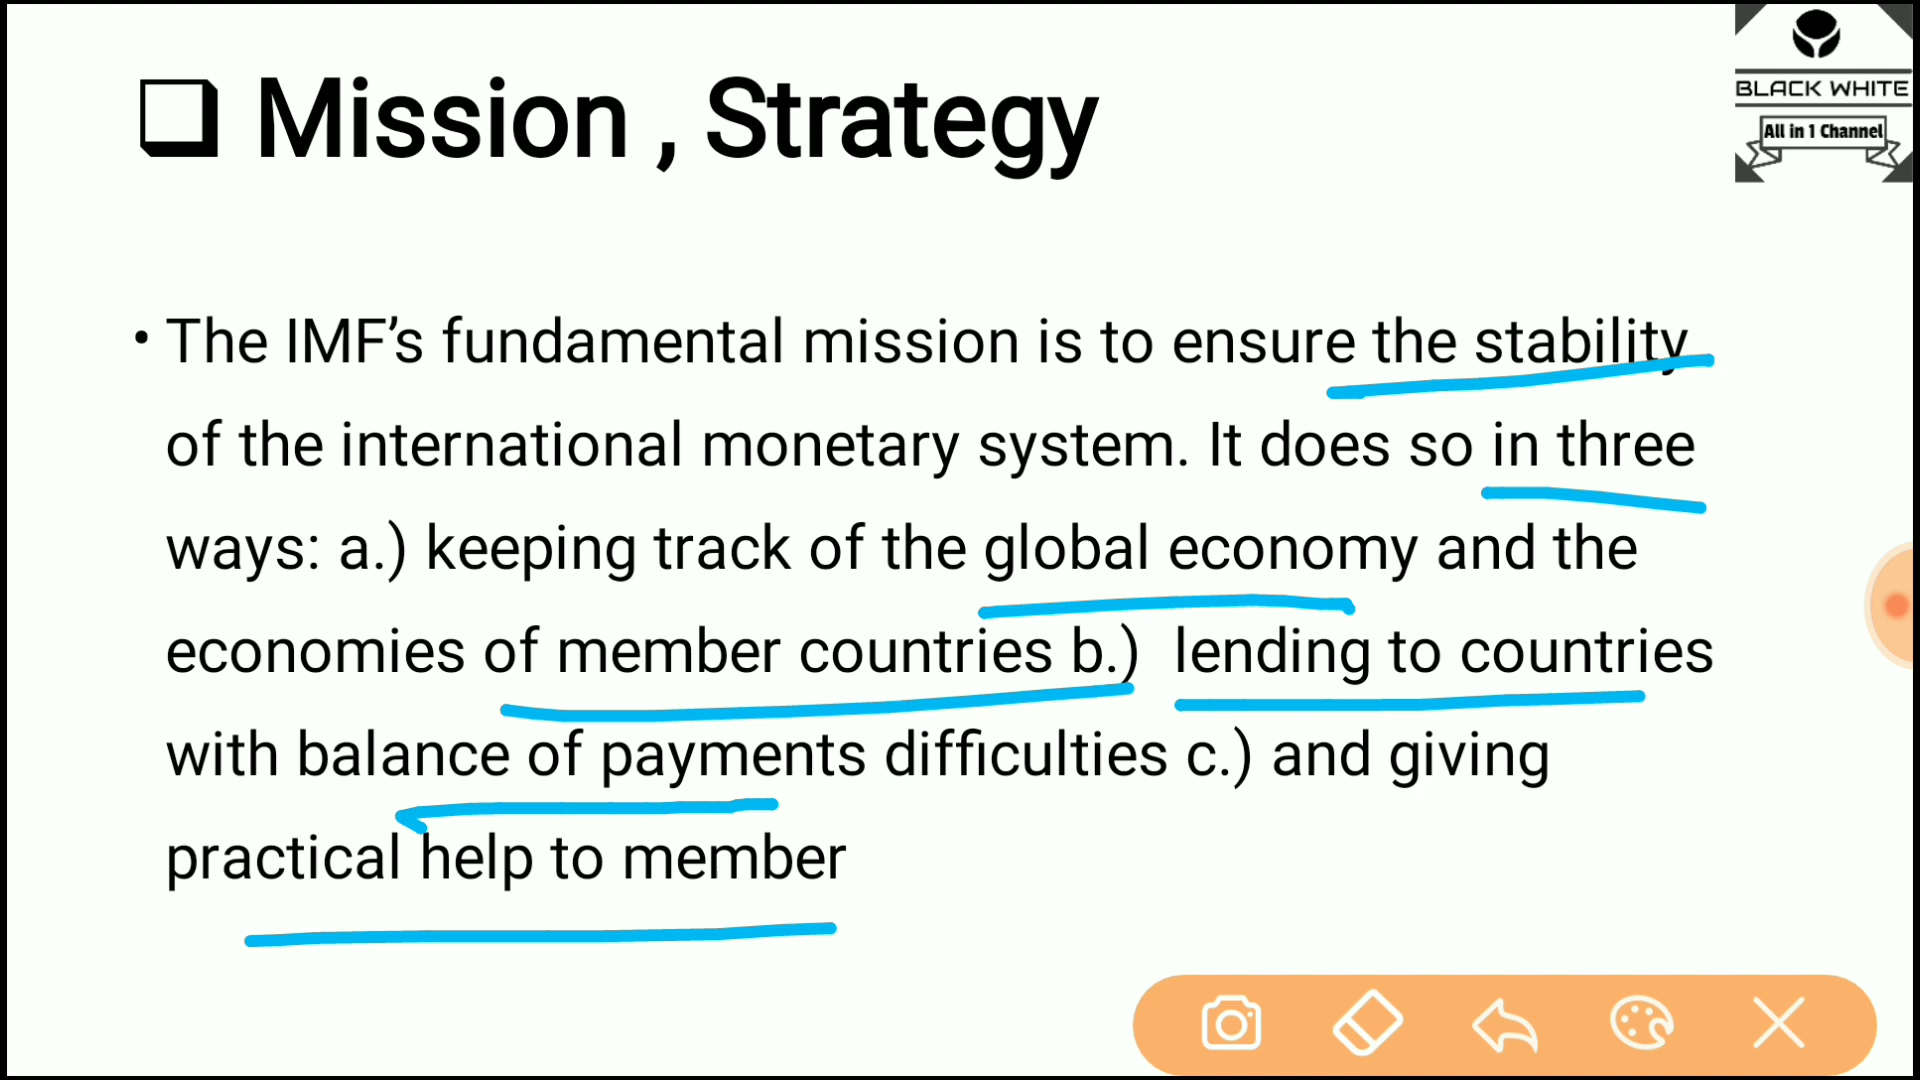 ❑ Mission , Strategy
BLACK WHITE
All in 1 Channel
• The IMF’s fundamental mission is to ensure the stability
of the international monetary system. It does so in three
ways: a.) keeping track of the global economy and the
economies of member countries b.) lending to countries
with balance of payments difficulties c.) and giving
practical help to member